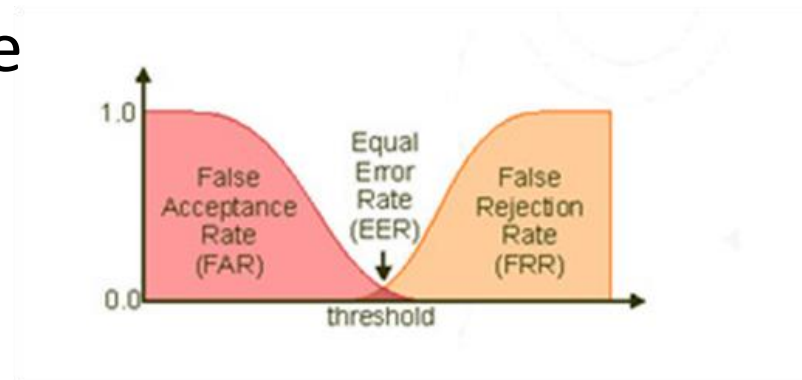 e
1.0
False
Acceptance
Rate
(FAR)
Equal
Error
Rate
(EER)
False
Rejection
Rate
(FRR)
0.0
threshold